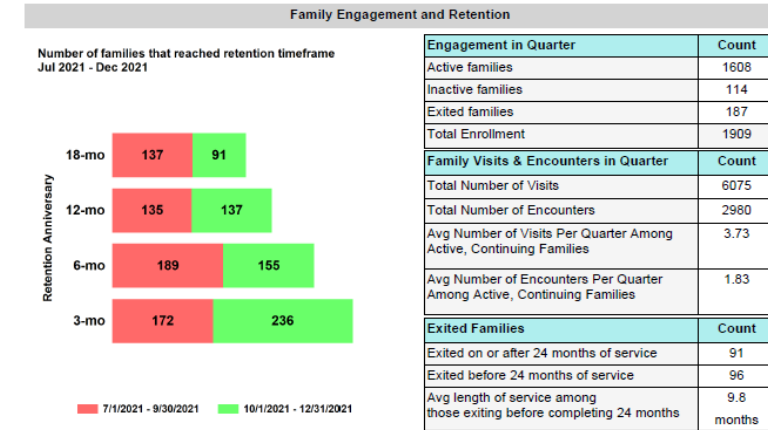 Family Engagement and Retention
Number of families that reached retention timeframe
Jul 2021 - Dec 2021
Retention Anniversary
18-mo 137 91
12-mo 135 137
6-mo 189 155
3-mo 172 236
7/1/2021 - 9/30/2021 10/1/2021 - 12/31/2021
Engagement in Quarter Count
Active families 1608
Inactive families 114
Exited families 187
Total Enrollment 1909
Family Visits & Encounters in Quarter Count
Total Number of Visits 6075
Total Number of Encounters 2980
Avg Number of Visits Per Quarter Among 3.73
Active, Continuing Families
Avg Number of Encounters Per Quarter 1.83
Among Active, Continuing Families
Exited Families Count
Exited on or after 24 months of service 91
Exited before 24 months of service 96
Avg length of service among 9.8
those exiting before completing 24 months months